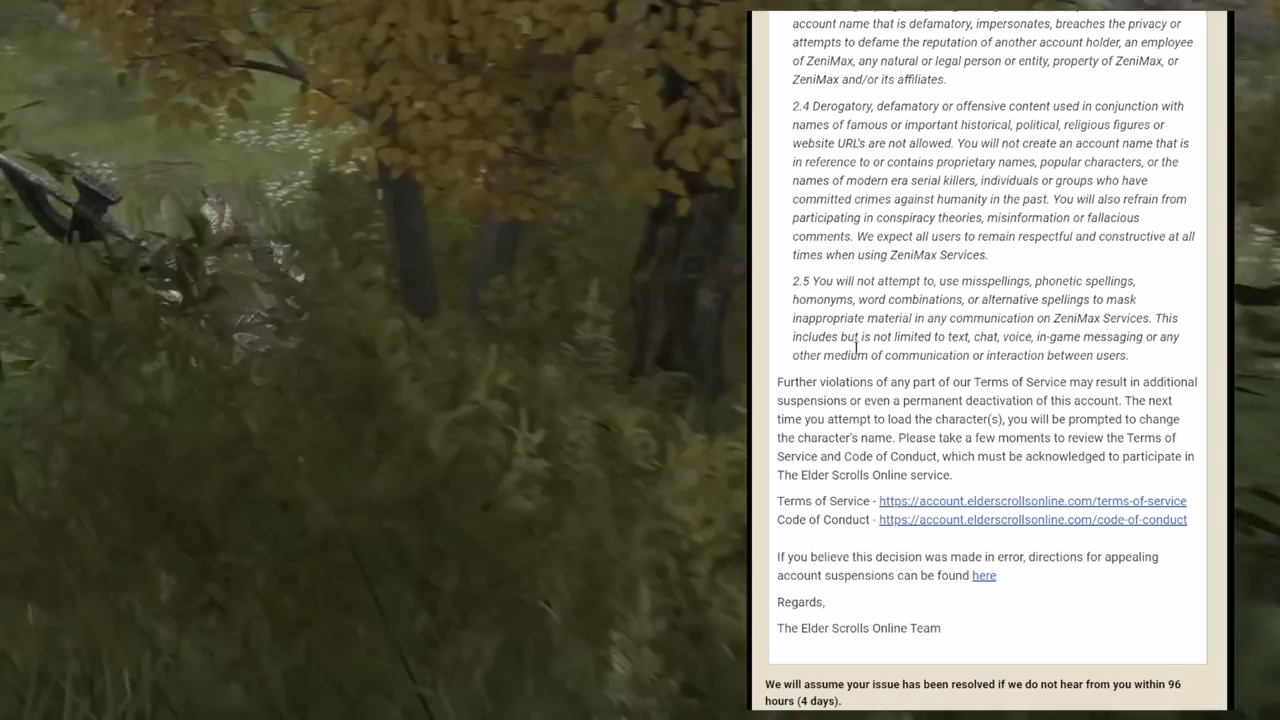 account name that is defamatory, impersonates, breaches the privacy or
attempts to defame the reputation of another account holder, an employee
of ZeniMax, any natural or legal person or entity, property of ZeniMax, or
ZeniMax and/or its affiliates.
2.4 Derogatory, defamatory or offensive content used in conjunction with
names of famous or important historical, political, religious figures or
website URL's are not allowed. You will not create an account name that is
in reference to or contains proprietary names, popular characters, or the
names of modern era serial killers, individuals or groups who have
committed crimes against humanity in the past. You will also refrain from
participating in conspiracy theories, misinformation or fallacious
comments. We expect all users to remain respectful and constructive at all
times when using ZeniMax Services.
2.5 You will not attempt to, use misspellings, phonetic spellings,
homonyms, word combinations, or alternative spellings to mask
inappropriate material in any communication on ZeniMax Services. This
includes but is not limited to text, chat, voice, in-game messaging or any
other medium of communication or interaction between users.
Further violations of any part of our Terms of Service may result in additional
suspensions or even a permanent deactivation of this account. The next
time you attempt to load the character(s), you will be prompted to change
the character's name. Please take a few moments to review the Terms of
Service and Code of Conduct, which must be acknowledged to participate in
The Elder Scrolls Online service.
Terms of Service - https://account.elderscrollsonline.com/terms-of-service
Code of Conduct - https://account.elderscrollsonline.com/code-of-conduct
If you believe this decision was made in error, directions for appealing
account suspensions can be found here
Regards,
The Elder Scrolls Online Team
We will assume your issue has been resolved if we do not hear from you within 96
hours (4 days).